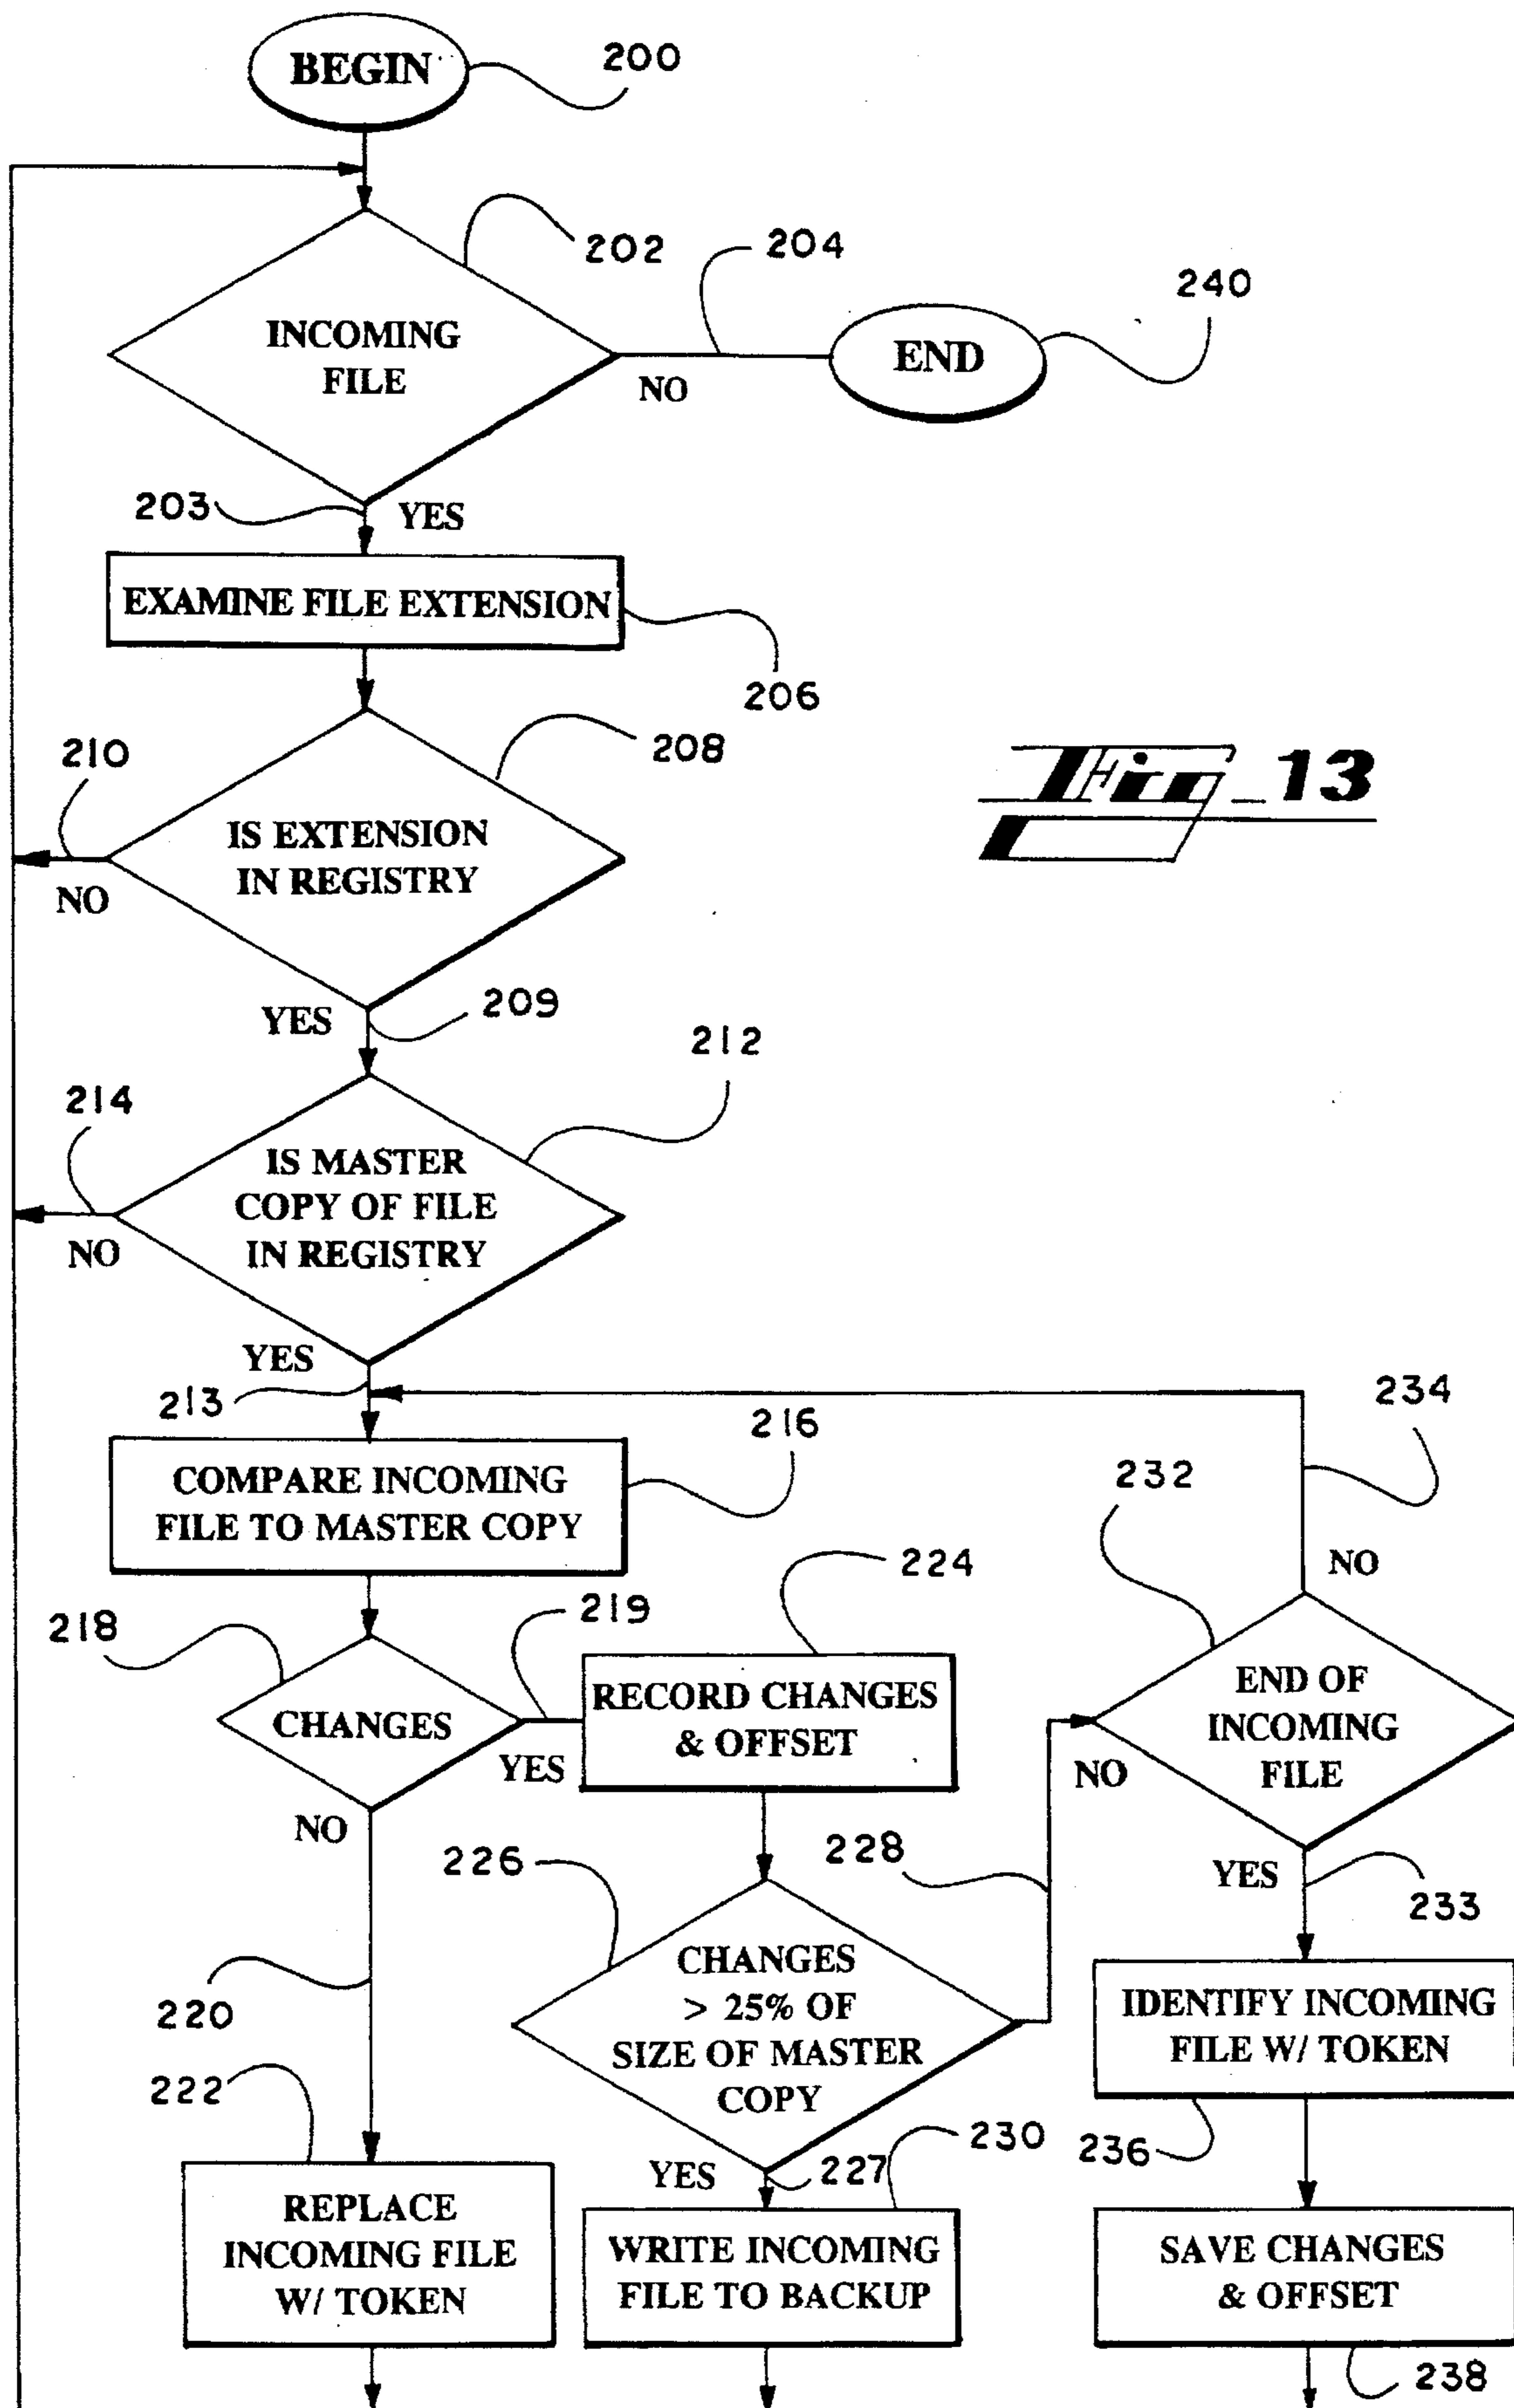 BEGIN
200
202
204
240
INCOMING
FILE
NO
END
203
YES
EXAMINE FILE EXTENSION
206
210
208
Fig_13
IS EXTENSION
IN REGISTRY
NO
YES
209
212
214
IS MASTER
COPY OF FILE
IN REGISTRY
NO
YES
213
234
216
232
COMPARE INCOMING
FILE TO MASTER COPY
224
NO
218
219
CHANGES
YES
RECORD CHANGES
& OFFSET
END OF
INCOMING
FILE
NO
NO
226
228
YES
233
220
CHANGES
> 25% OF
SIZE OF MASTER
COPY
IDENTIFY INCOMING
FILE W/ TOKEN
222
230
236
YES
227
REPLACE
INCOMING FILE
W/ TOKEN
WRITE INCOMING
FILE TO BACKUP
SAVE CHANGES
& OFFSET
238